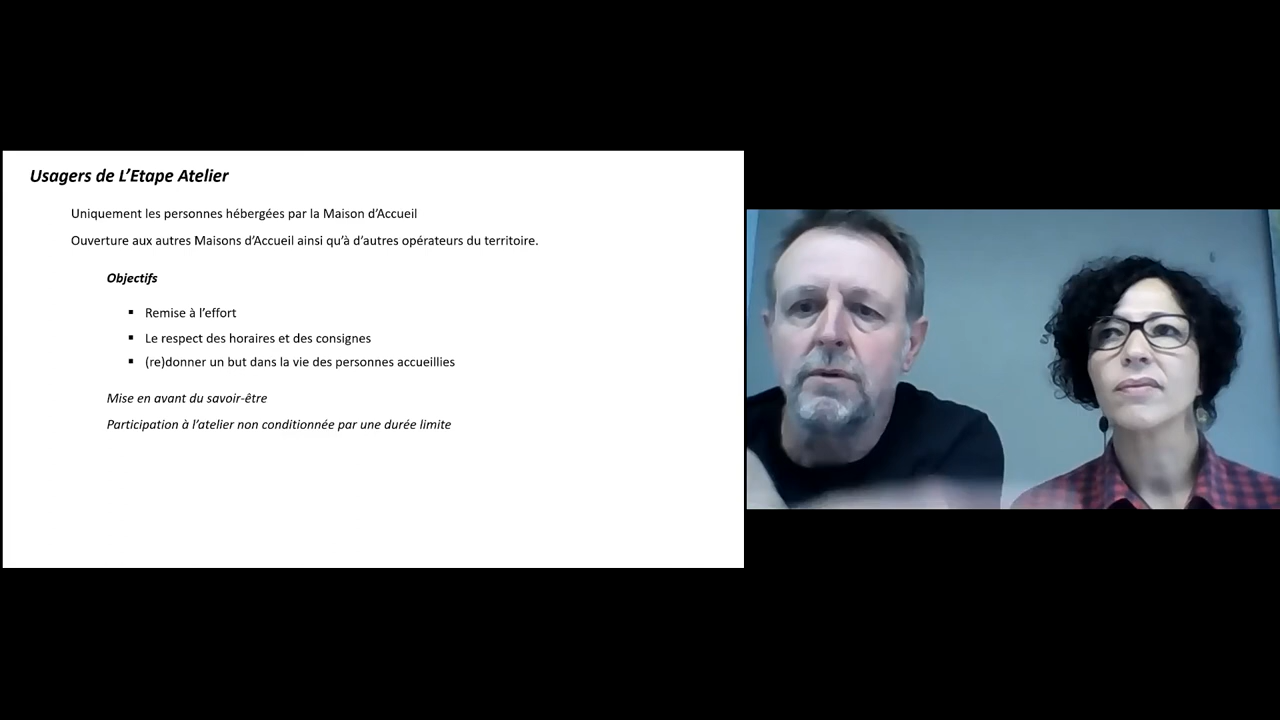 Usagers de L’Etape Atelier
Uniquement les personnes hébergées par la Maison d’Accueil
Ouverture aux autres Maisons d’Accueil ainsi qu’à d’autres opérateurs du territoire.
Objectifs
▪ Remise à l’effort
▪ Le respect des horaires et des consignes
▪ (re)donner un but dans la vie des personnes accueillies
Mise en avant du savoir-être
Participation à l’atelier non conditionnée par une durée limite